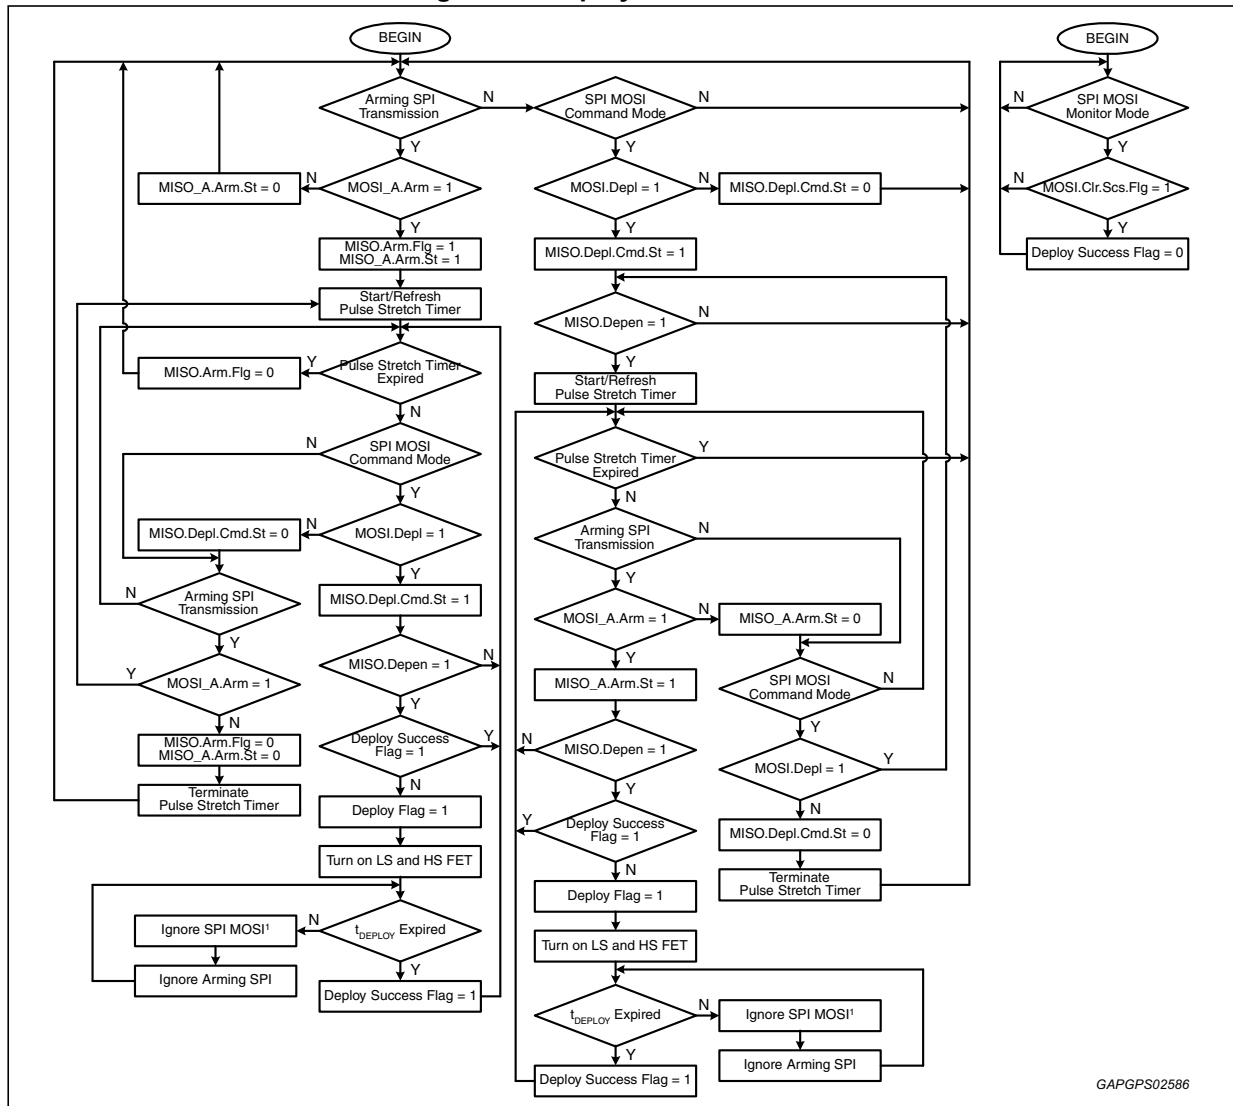 BEGIN
Arming SPI
Transmission
N
Y
MISO_A.Arm.St = 0
N
MOSI_A.Arm = 1
Y
MISO.Arm.Flg = 1
MISO_A.Arm.St = 1
Start/Refresh
Pulse Stretch Timer
MISO.Arm.Flg = 0
Y
Pulse Stretch Timer
Expired
N
N
SPI MOSI
Command Mode
Y
MISO.Depl.Cmd.St = 0
N
MOSI.Depl = 1
Y
MISO.Depl.Cmd.St = 1
N
Arming SPI
Transmission
Y
Y
MOSI_A.Arm = 1
N
MISO.Arm.Flg = 0
MISO_A.Arm.St = 0
Terminate
Pulse Stretch Timer
MISO.Depen = 1
N
Y
Deploy Success
Flag = 1
Y
N
Deploy Flag = 1
Turn on LS and HS FET
tDEPLOY Expired
N
Ignore SPI MOSI¹
Ignore Arming SPI
Y
Deploy Success Flag = 1
SPI MOSI
Command Mode
N
Y
MOSI.Depl = 1
N
MISO.Depl.Cmd.St = 0
Y
MISO.Depl.Cmd.St = 1
MISO.Depen = 1
N
Y
Start/Refresh
Pulse Stretch Timer
Pulse Stretch Timer
Expired
Y
N
Arming SPI
Transmission
N
Y
MOSI_A.Arm = 1
N
MISO_A.Arm.St = 0
Y
MISO_A.Arm.St = 1
SPI MOSI
Command Mode
N
Y
MOSI.Depl = 1
Y
N
MISO.Depl.Cmd.St = 0
Terminate
Pulse Stretch Timer
N
MISO.Depen = 1
Y
Y
Deploy Success
Flag = 1
N
Deploy Flag = 1
Turn on LS and HS FET
tDEPLOY Expired
N
Ignore SPI MOSI¹
Ignore Arming SPI
Y
Deploy Success Flag = 1
BEGIN
N
SPI MOSI
Monitor Mode
Y
N
MOSI.Clr.Scs.Flg = 1
Y
Deploy Success Flag = 0
GAPGPS02586